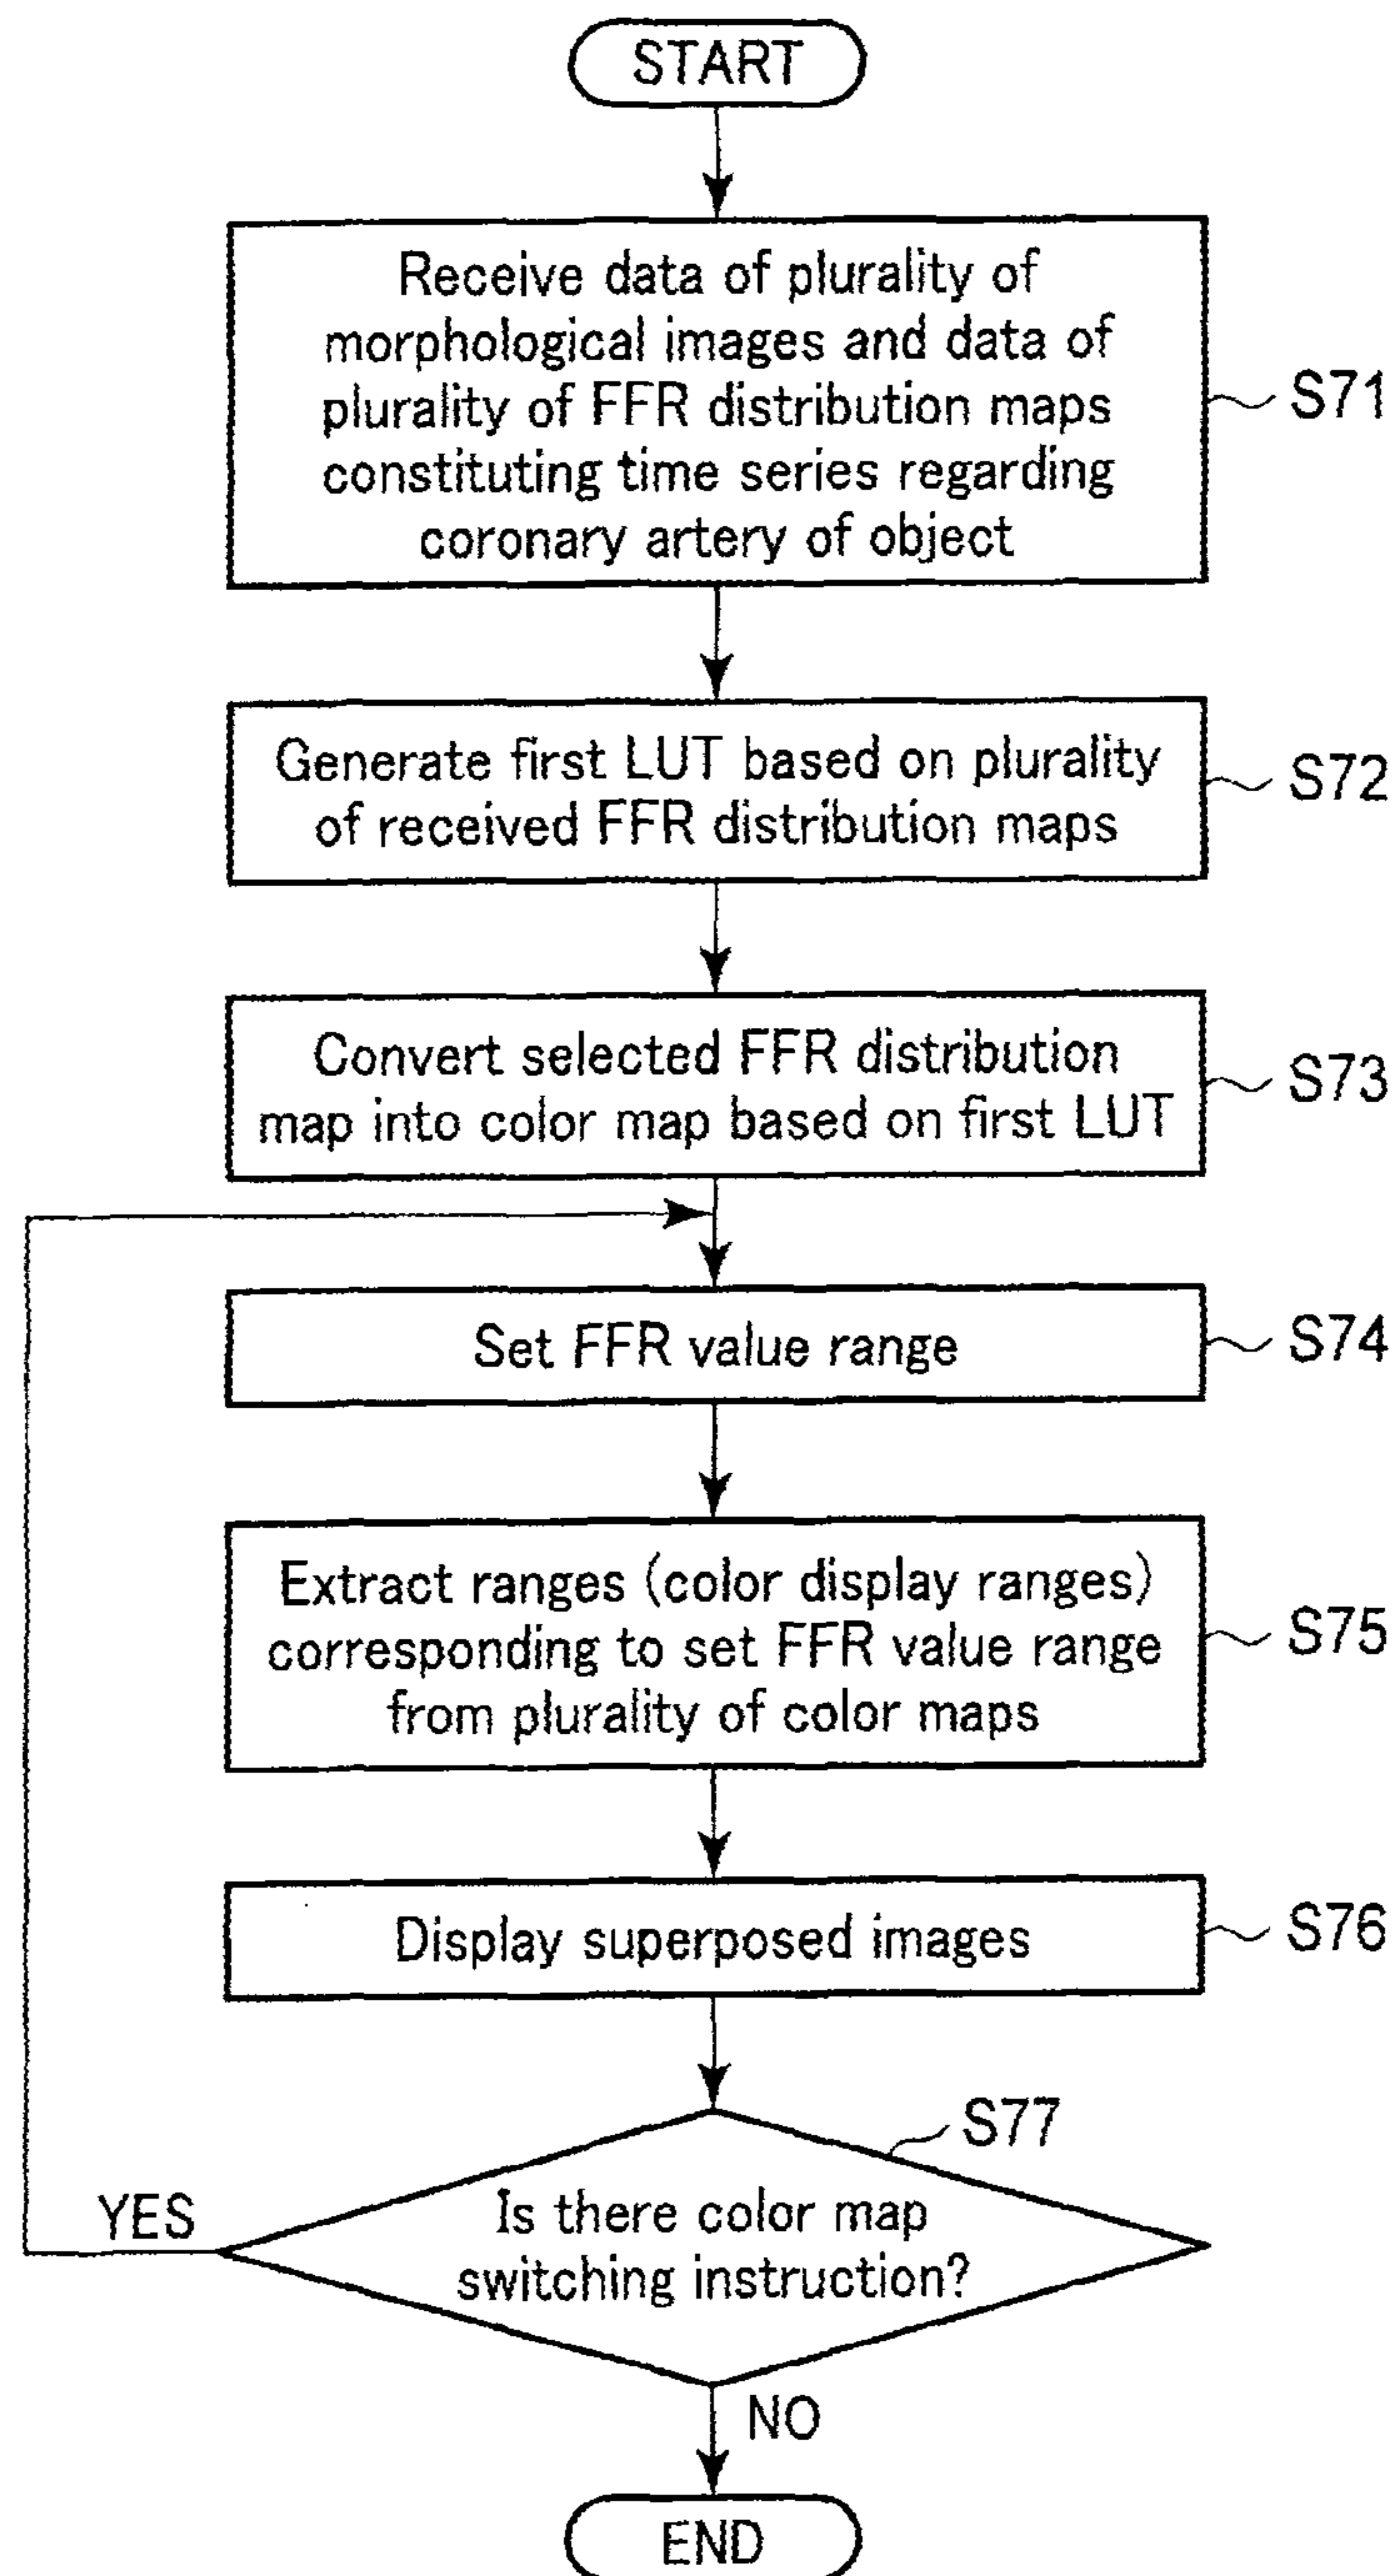 START
Receive data of plurality of
morphological images and data of
plurality of FFR distribution maps
constituting time series regarding
coronary artery of object
S71
Generate first LUT based on plurality
of received FFR distribution maps
S72
Convert selected FFR distribution
map into color map based on first LUT
S73
Set FFR value range
S74
Extract ranges (color display ranges)
corresponding to set FFR value range
from plurality of color maps
S75
Display superposed images
S76
S77
Is there color map
switching instruction?
YES
NO
END